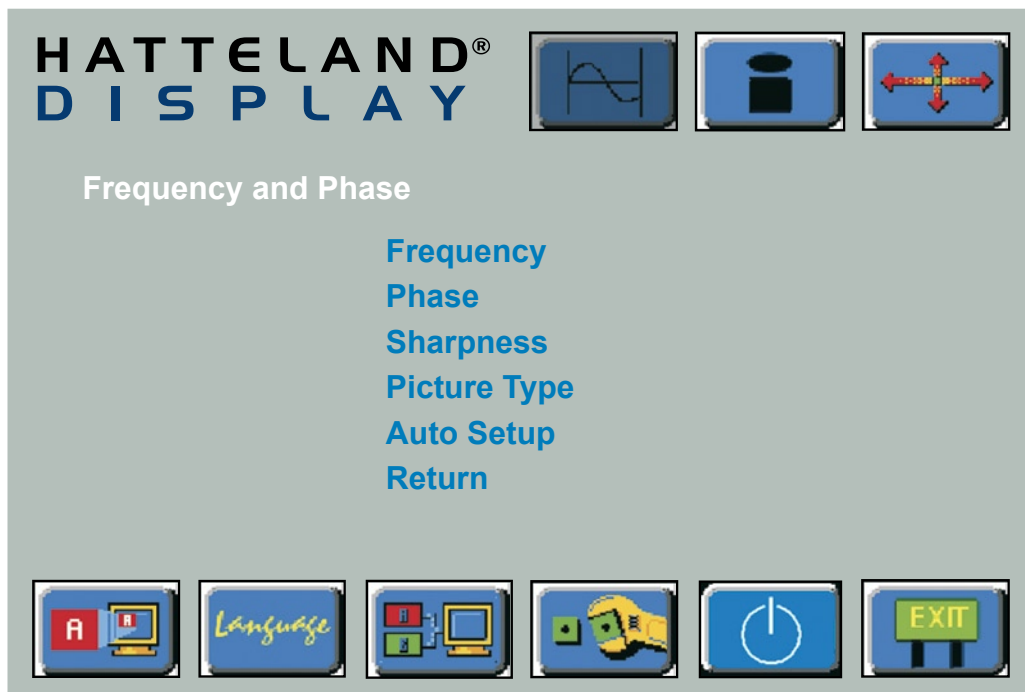 HATTELAND®
DISPLAY
Frequency and Phase
Frequency
Phase
Sharpness
Picture Type
Auto Setup
Return
A A
Language
A
EXIT